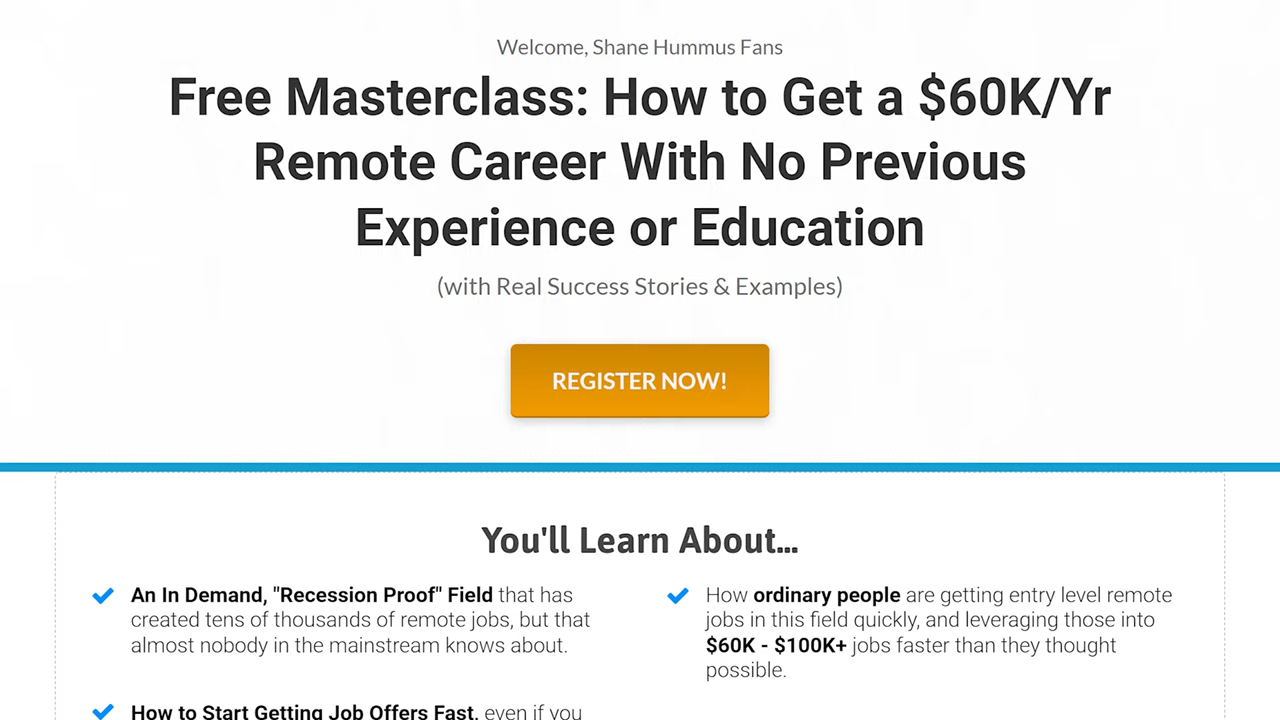 Welcome, Shane Hummus Fans
Free Masterclass: How to Get a $60K/Yr
Remote Career With No Previous
Experience or Education
(with Real Success Stories & Examples)
REGISTER NOW!
You'll Learn About...
An In Demand, "Recession Proof" Field that has
created tens of thousands of remote jobs, but that
almost nobody in the mainstream knows about.
How ordinary people are getting entry level remote
jobs in this field quickly, and leveraging those into
$60K - $100K+ jobs faster than they thought
possible.
How to Start Getting Job Offers Fast, even if you